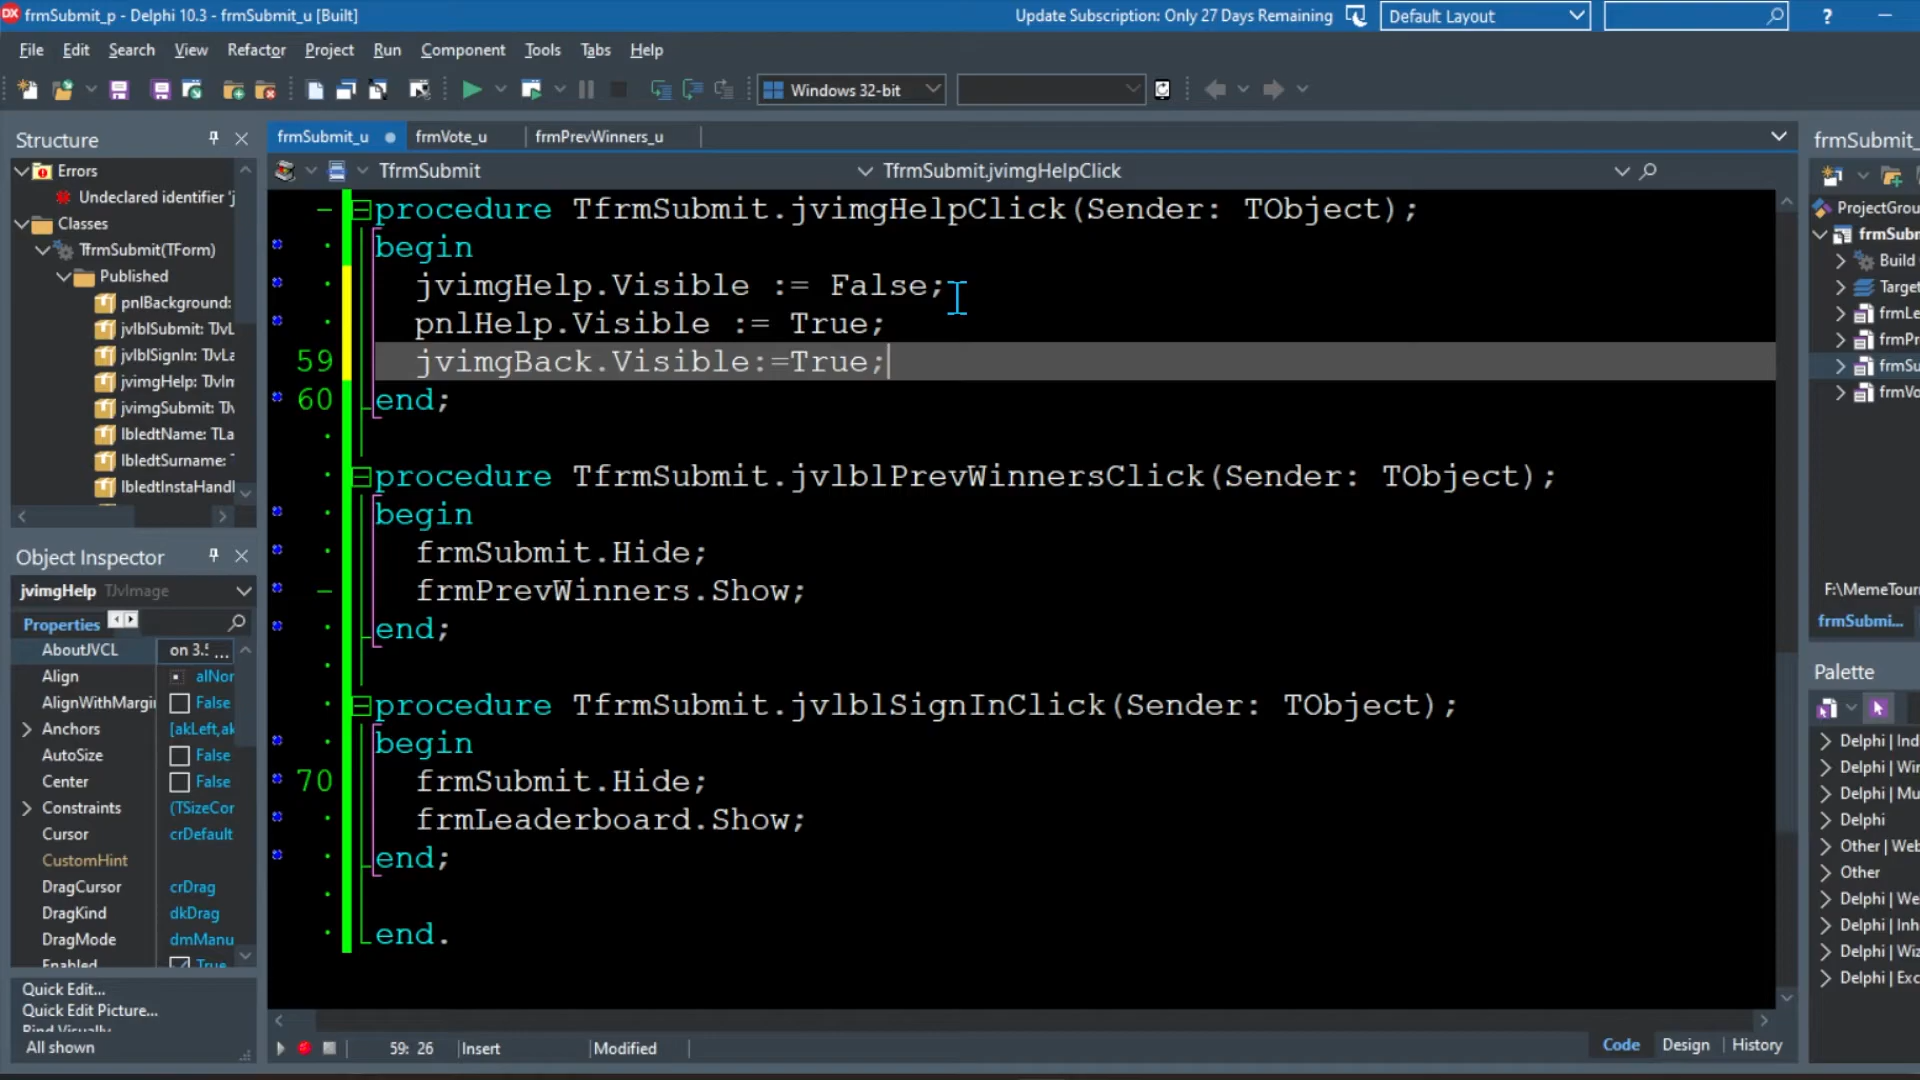 frmSubmit_p - Delphi 10.3 - frmSubmit_u [Built]
Update Subscription: Only 27 Days Remaining
Default Layout
?
File Edit Search View Refactor Project Run Component Tools Tabs Help
Windows 32-bit
Structure
Errors
Undeclared identifier 'j
Classes
TfrmSubmit(TForm)
Published
pnlBackground:
jvlblSubmit: TJvL
jvlblSignIn: TJvLa
jvimgHelp: TJvIm
jvimgSubmit: TJv
lbledtName: TLa
lbledtSurname:
lbledtInstaHandl
Object Inspector
jvimgHelp TJvImage
Properties
AboutJVCL on 3.5 ...
Align alNor
AlignWithMargi False
Anchors [akLeft,ak
AutoSize False
Center False
Constraints (TSizeCor
Cursor crDefault
CustomHint
DragCursor crDrag
DragKind dkDrag
DragMode dmManu
Enabled True
Quick Edit...
Quick Edit Picture...
Bind Visually...
All shown
frmSubmit_u frmVote_u frmPrevWinners_u
TfrmSubmit TfrmSubmit.jvimgHelpClick
procedure TfrmSubmit.jvimgHelpClick(Sender: TObject);
begin
jvimgHelp.Visible := False;
pnlHelp.Visible := True;
59 jvimgBack.Visible:=True;
60 end;
procedure TfrmSubmit.jvlblPrevWinnersClick(Sender: TObject);
begin
frmSubmit.Hide;
frmPrevWinners.Show;
end;
procedure TfrmSubmit.jvlblSignInClick(Sender: TObject);
begin
70 frmSubmit.Hide;
frmLeaderboard.Show;
end;
end.
59: 26 Insert Modified
Code Design History
frmSubmit_
ProjectGrou
frmSubm
Build
Target
frmLe
frmPr
frmSu
frmVo
F:\MemeTourn
frmSubmi...
Palette
Delphi | Ind
Delphi | Wir
Delphi | Mu
Delphi
Other | Web
Other
Delphi | We
Delphi | Inh
Delphi | Wiz
Delphi | Exc